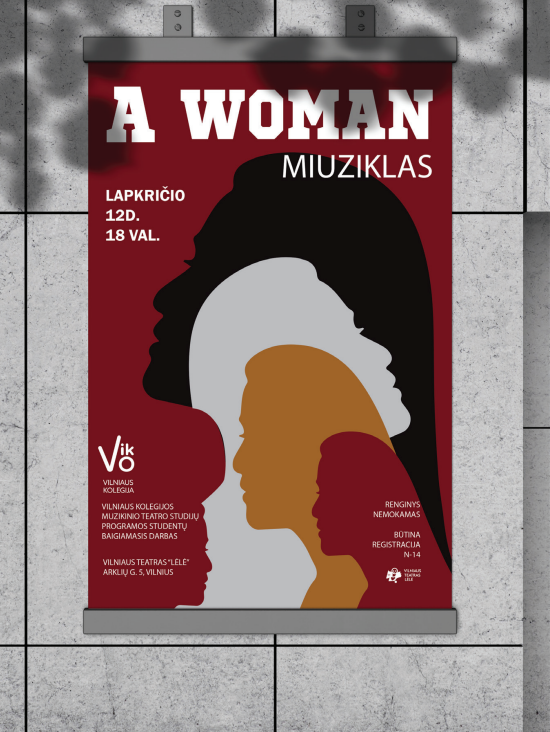 A WOMAN
MIUZIKLAS
LAPKRIČIO
12D.
18 VAL.
Viko
VILNIAUS
KOLEGIJA
VILNIAUS KOLEGIJOS
MUZIKINIO TEATRO STUDIJŲ
PROGRAMOS STUDENTŲ
BAIGIAMASIS DARBAS
VILNIAUS TEATRAS "LĖLĖ"
ARKLIŲ G. 5, VILNIUS
RENGINYS
NEMOKAMAS
BŪTINA
REGISTRACIJA
N-14
VILNIAUS
TEATRAS
LĖLĖ